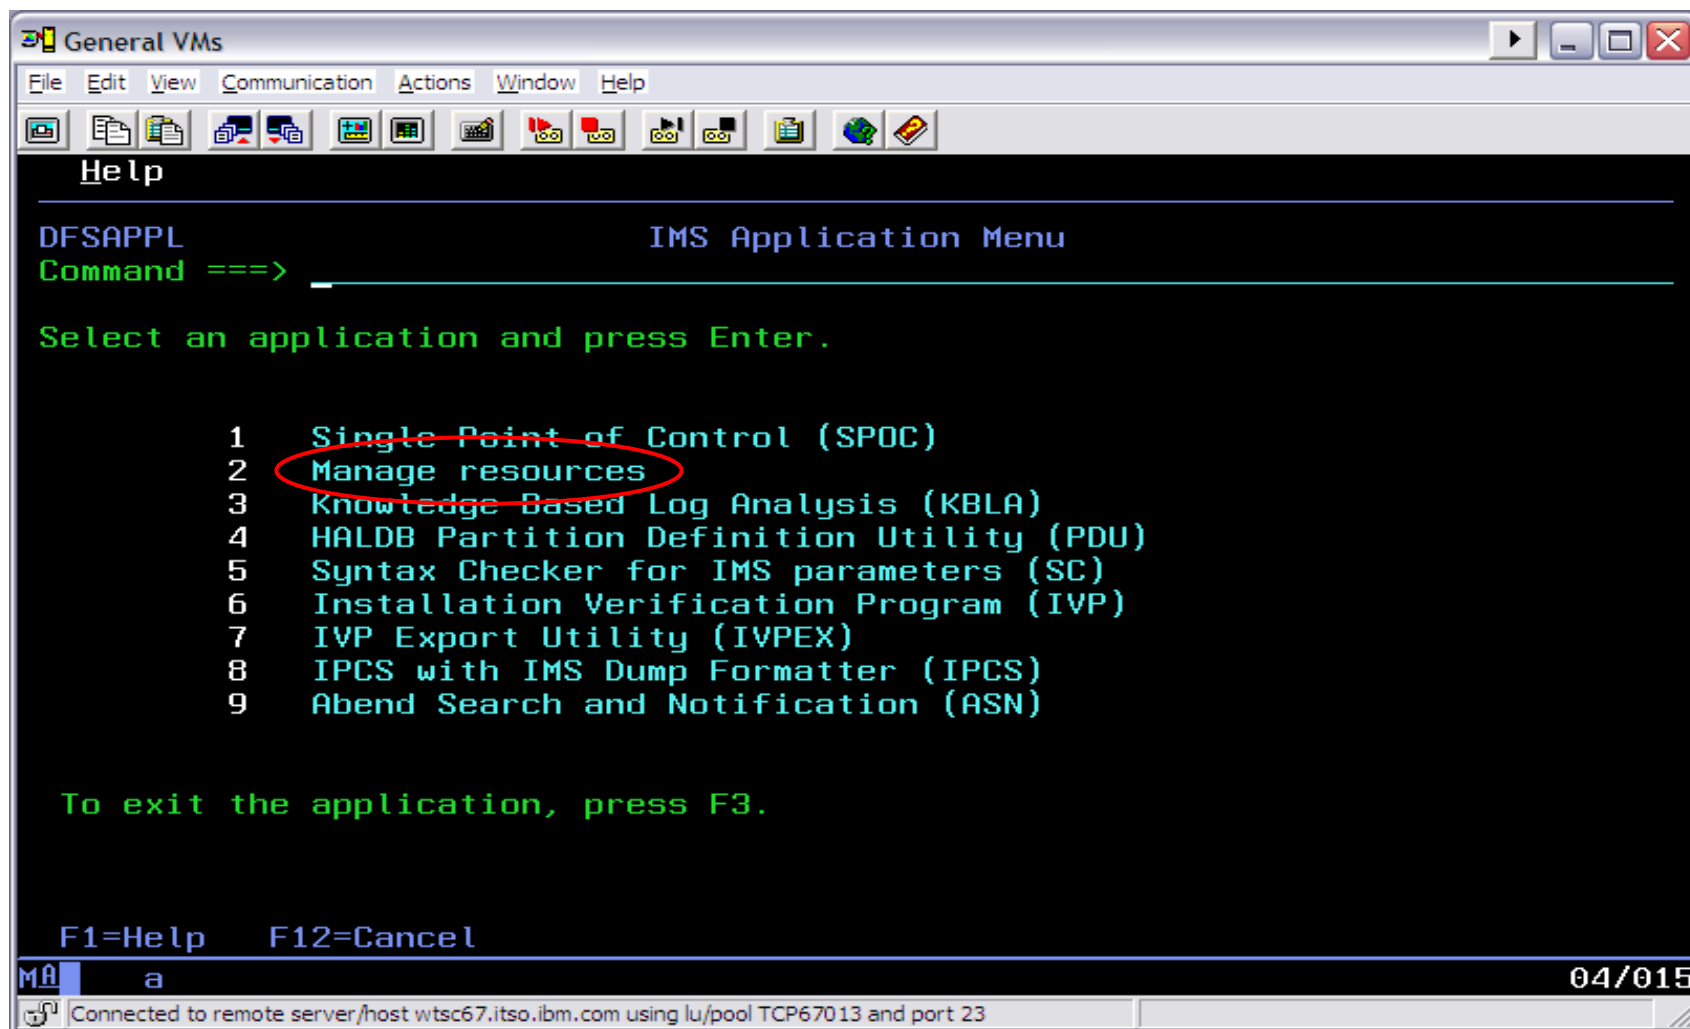 General VMs
File Edit View Communication Actions Window Help
Help
DFSAPPL IMS Application Menu
Command ===>
Select an application and press Enter.
1 Single Point of Control (SPOC)
2 Manage resources
3 Knowledge Based Log Analysis (KBLA)
4 HALDB Partition Definition Utility (PDU)
5 Syntax Checker for IMS parameters (SC)
6 Installation Verification Program (IVP)
7 IVP Export Utility (IVPEX)
8 IPCS with IMS Dump Formatter (IPCS)
9 Abend Search and Notification (ASN)
To exit the application, press F3.
F1=Help F12=Cancel
MA a 04/015
Connected to remote server/host wtsc67.itso.ibm.com using lu/pool TCP67013 and port 23